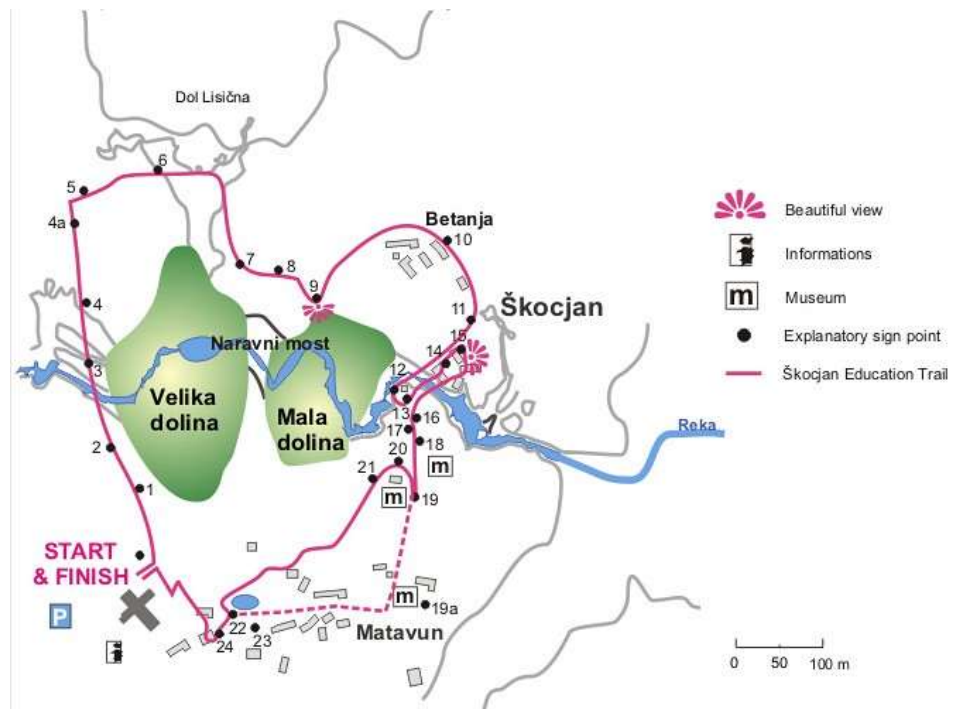 Dol Lisična
6
5
4a
Betanja
10
7
8
9
4
11
Škocjan
15
Naravni most
14
3
12
Velika
dolina
Mala
dolina
13
16
17
18
Reka
2
20
21
m
1
m
19
START
& FINISH
P
m
19a
22
23
Matavun
24
Beautiful view
Informations
m
Museum
Explanatory sign point
Škocjan Education Trail
0
50
100 m